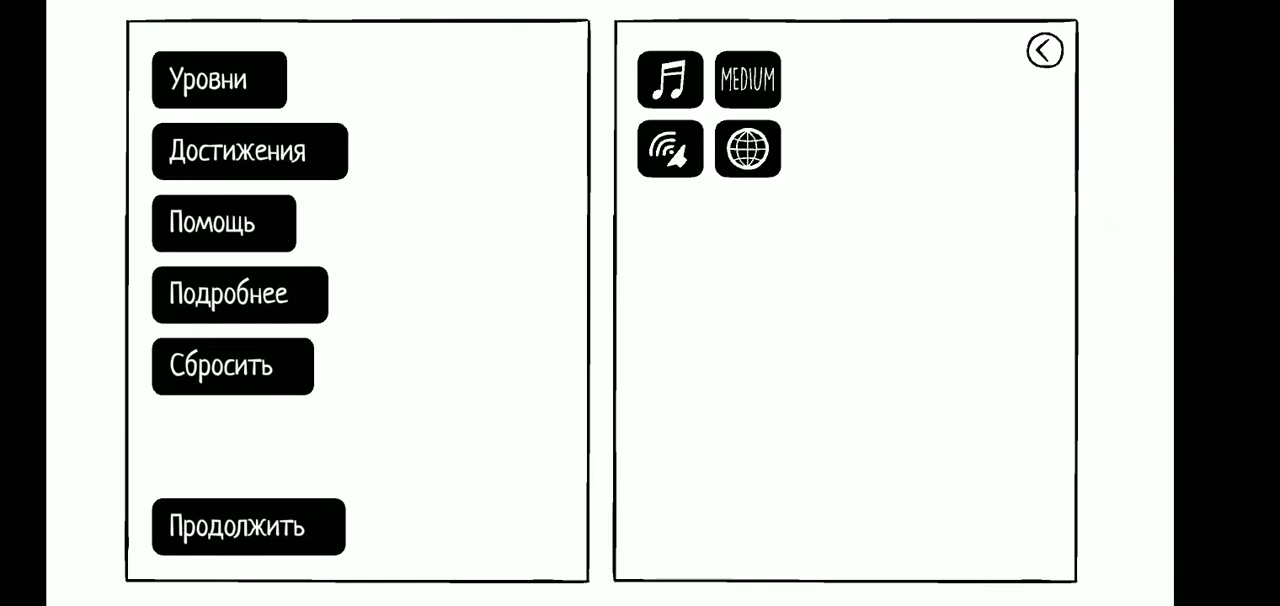 Уровни
Достижения
Помощь
Подробнее
Сбросить
Продолжить
MEDIUM